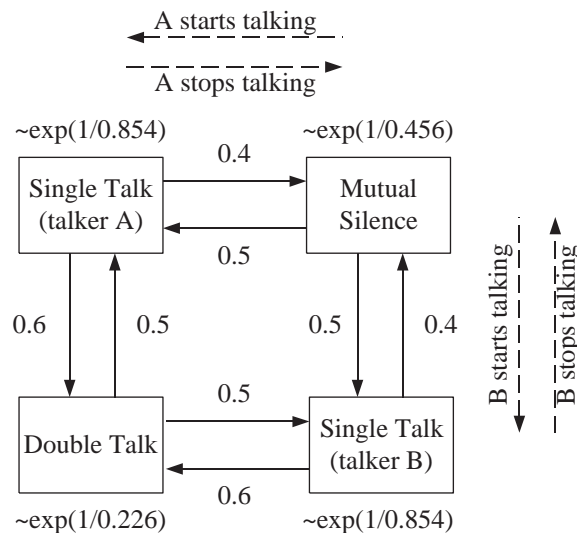 A starts talking
A stops talking
~exp(1/0.854)
~exp(1/0.456)
0.4
Single Talk
(talker A)
Mutual
Silence
0.5
0.6
0.5
0.5
0.4
B starts talking
B stops talking
0.5
Double Talk
Single Talk
(talker B)
0.6
~exp(1/0.226)
~exp(1/0.854)